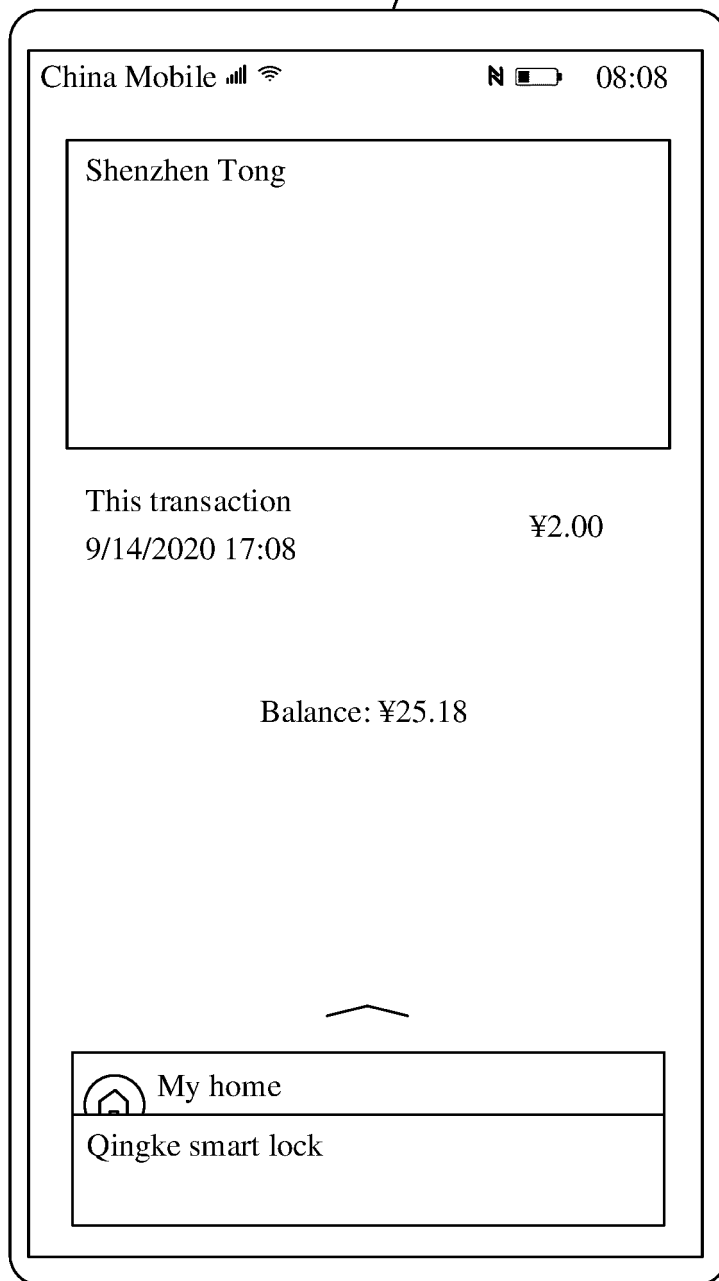 China Mobile 08:08
Shenzhen Tong
This transaction
9/14/2020 17:08
¥2.00
Balance: ¥25.18
My home
Qingke smart lock